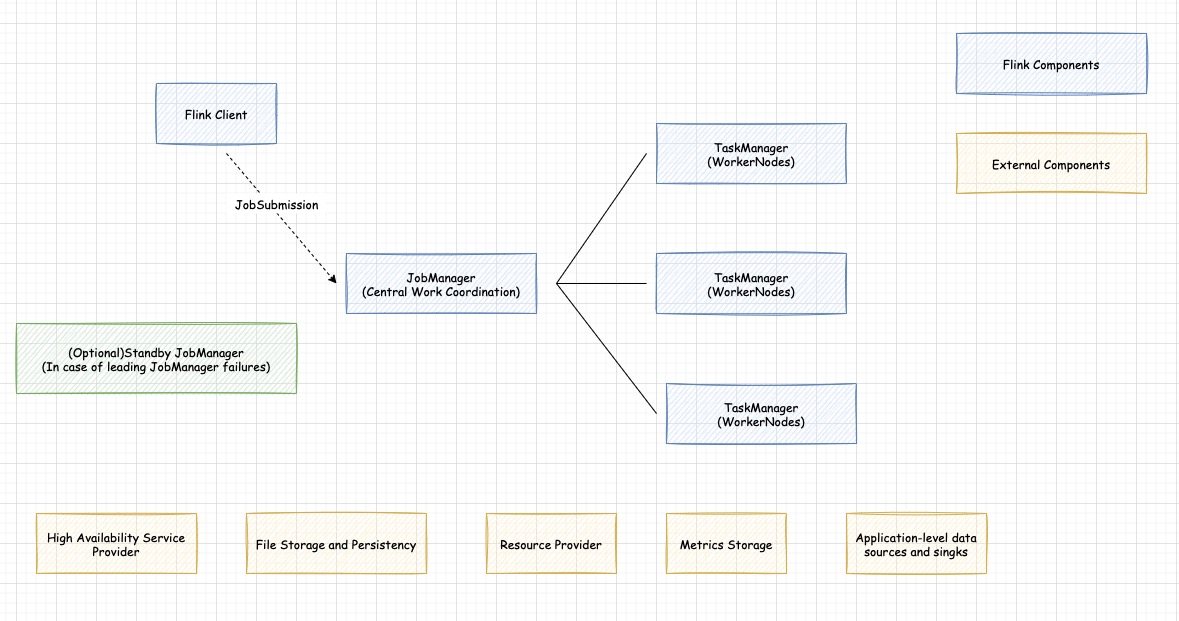 Flink Components
Flink Client
TaskManager
(WorkerNodes)
External Components
JobSubmission
JobManager
(Central Work Coordination)
TaskManager
(WorkerNodes)
(Optional)Standby JobManager
(In case of leading JobManager failures)
TaskManager
(WorkerNodes)
High Availability Service
Provider
File Storage and Persistency
Resource Provider
Metrics Storage
Application-level data
sources and singks